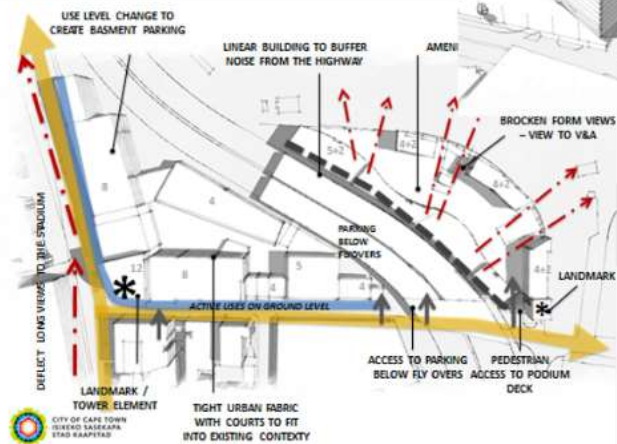 USE LEVEL CHANGE TO
CREATE BASMENT PARKING
LINEAR BUILDING TO BUFFER
NOISE FROM THE HIGHWAY
AMENI
BROCKEN FORM VIEWS
– VIEW TO V&A
5+2
4+2
4+2
4+2
8
4
PARKING
BELOW
FLYOVERS
12
8
5
4
4
4+2
LANDMARK
DEFLECT LONG VIEWS TO THE STADIUM
*
*
ACTIVE USES ON GROUND LEVEL
LANDMARK /
TOWER ELEMENT
TIGHT URBAN FABRIC
WITH COURTS TO FIT
INTO EXISTING CONTEXTY
ACCESS TO PARKING
BELOW FLY OVERS
PEDESTRIAN
ACCESS TO PODIUM
DECK
CITY OF CAPE TOWN
ISIXEKO SASEKAPA
STAD KAAPSTAD